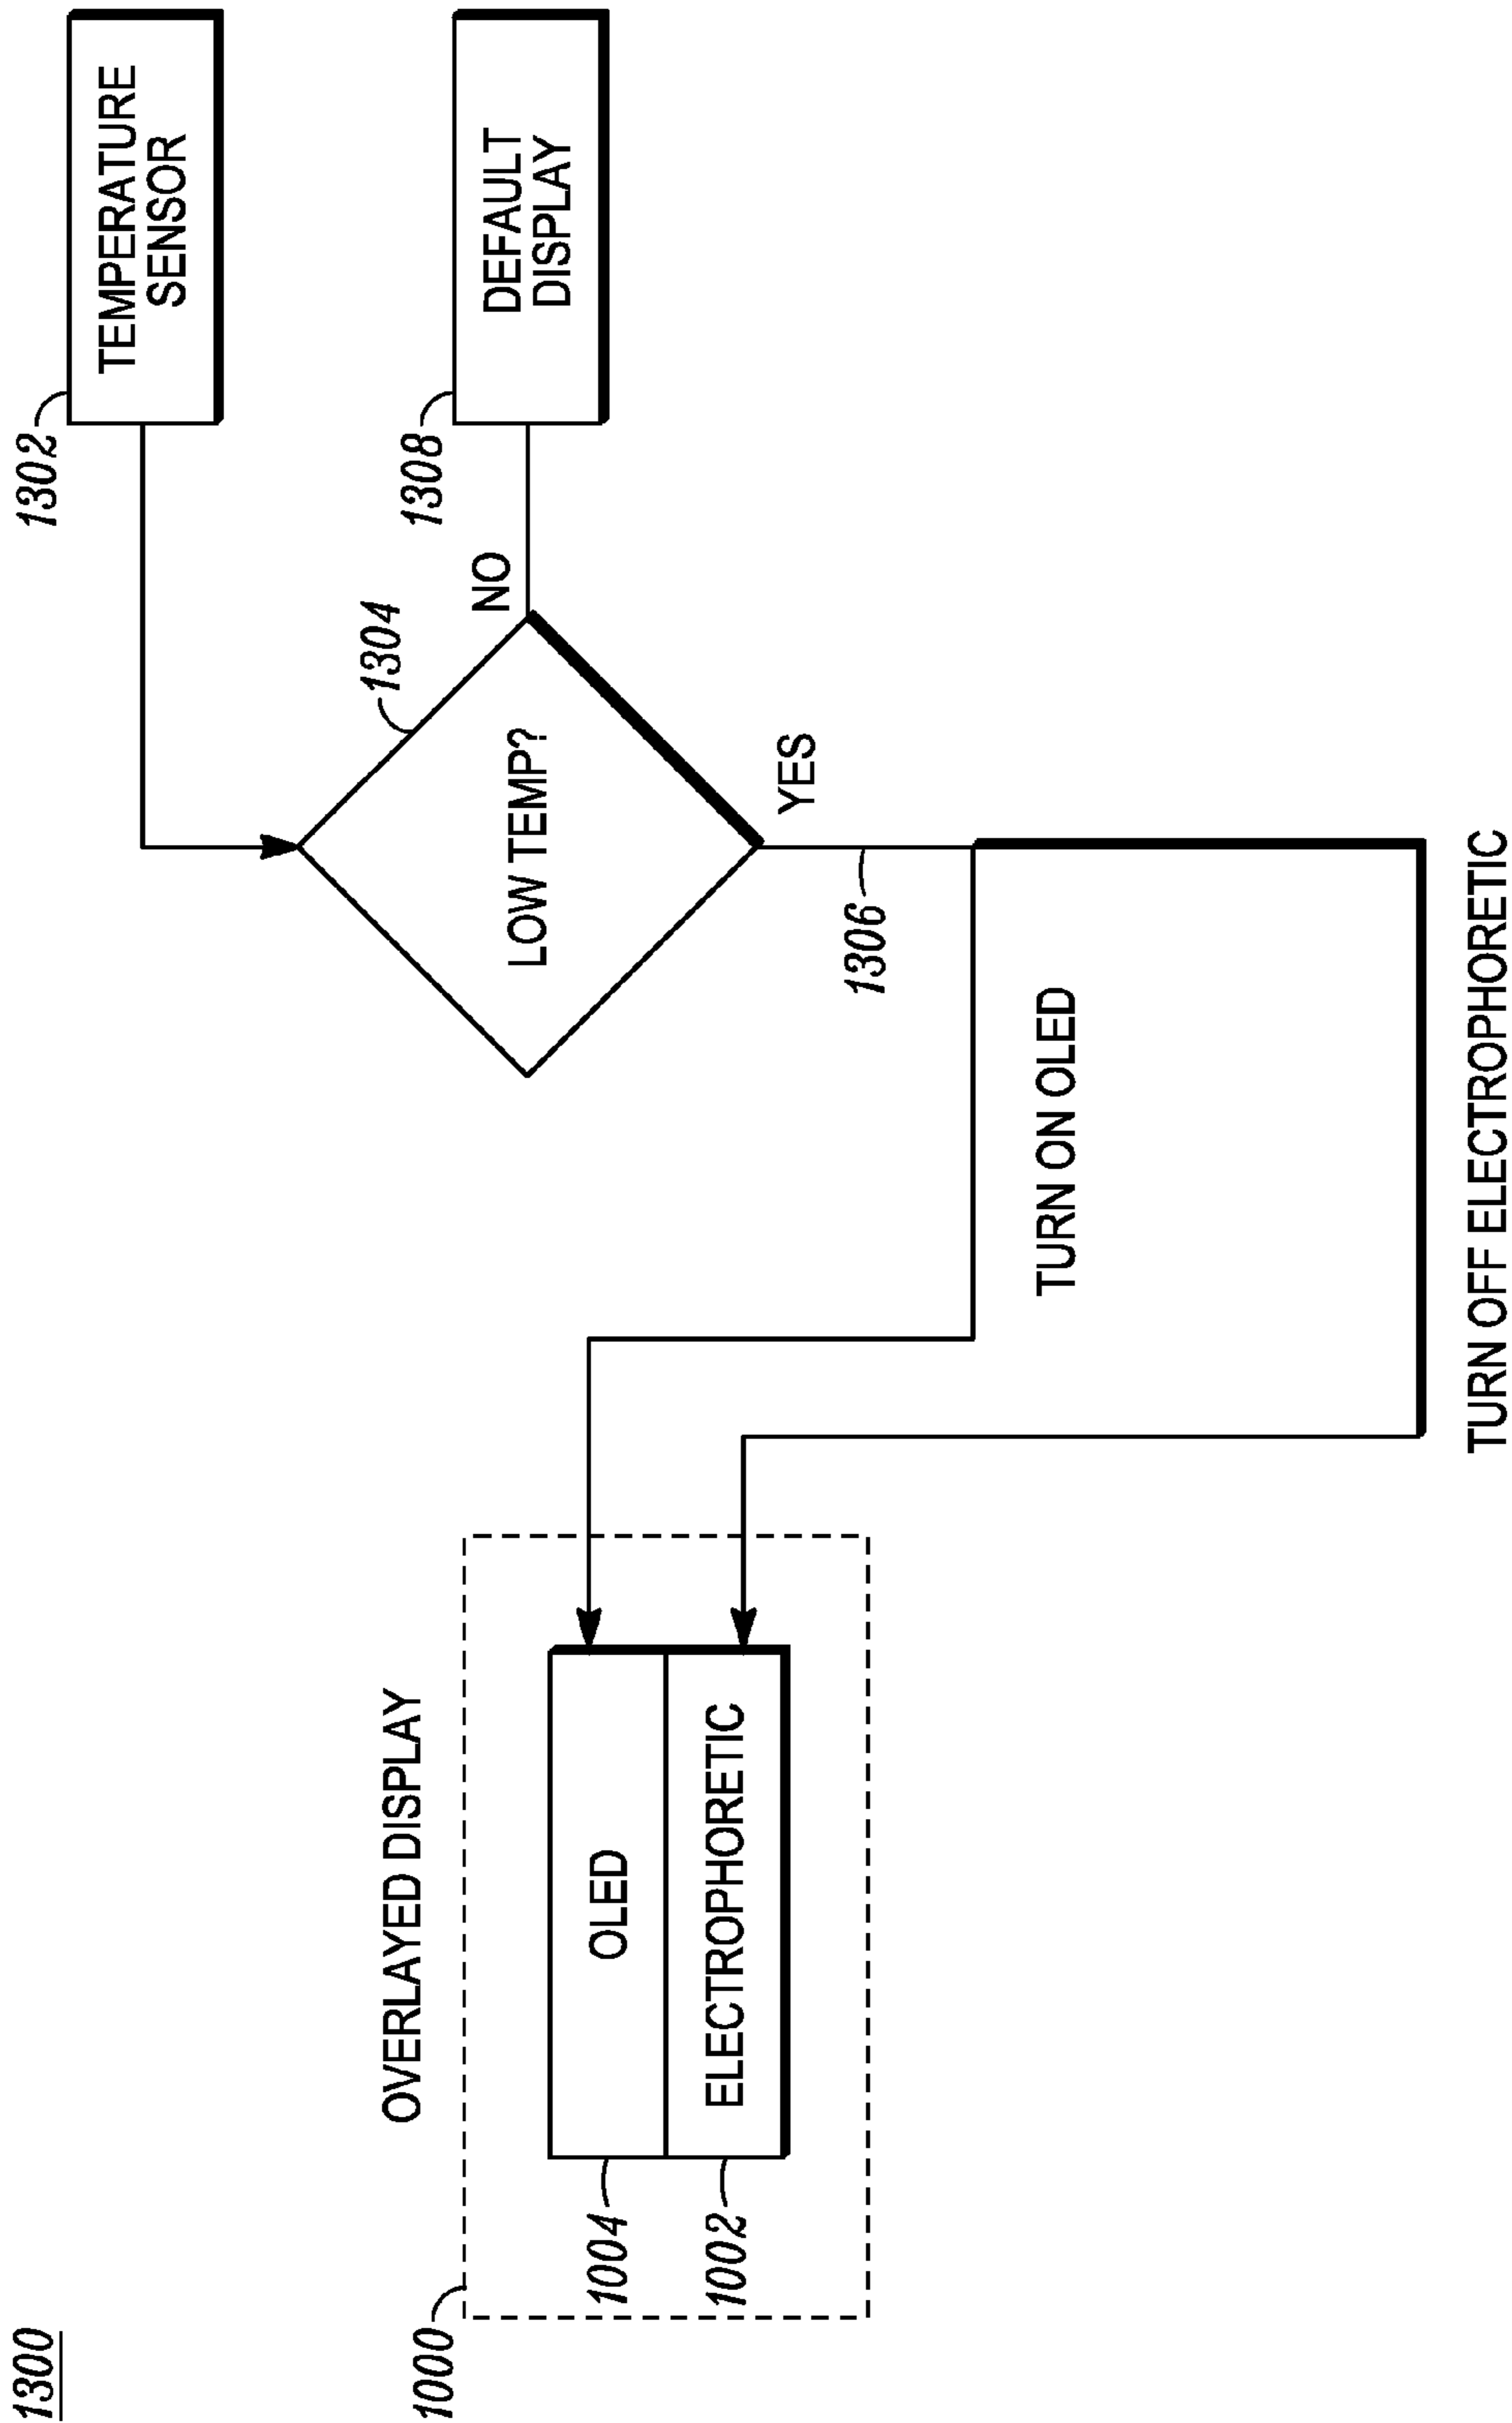 1300
1302
TEMPERATURE
SENSOR
1304
LOW TEMP?
NO
1308
DEFAULT
DISPLAY
YES
1306
OVERLAYED DISPLAY
1000
1004
OLED
1002
ELECTROPHORETIC
TURN ON OLED
TURN OFF ELECTROPHORETIC